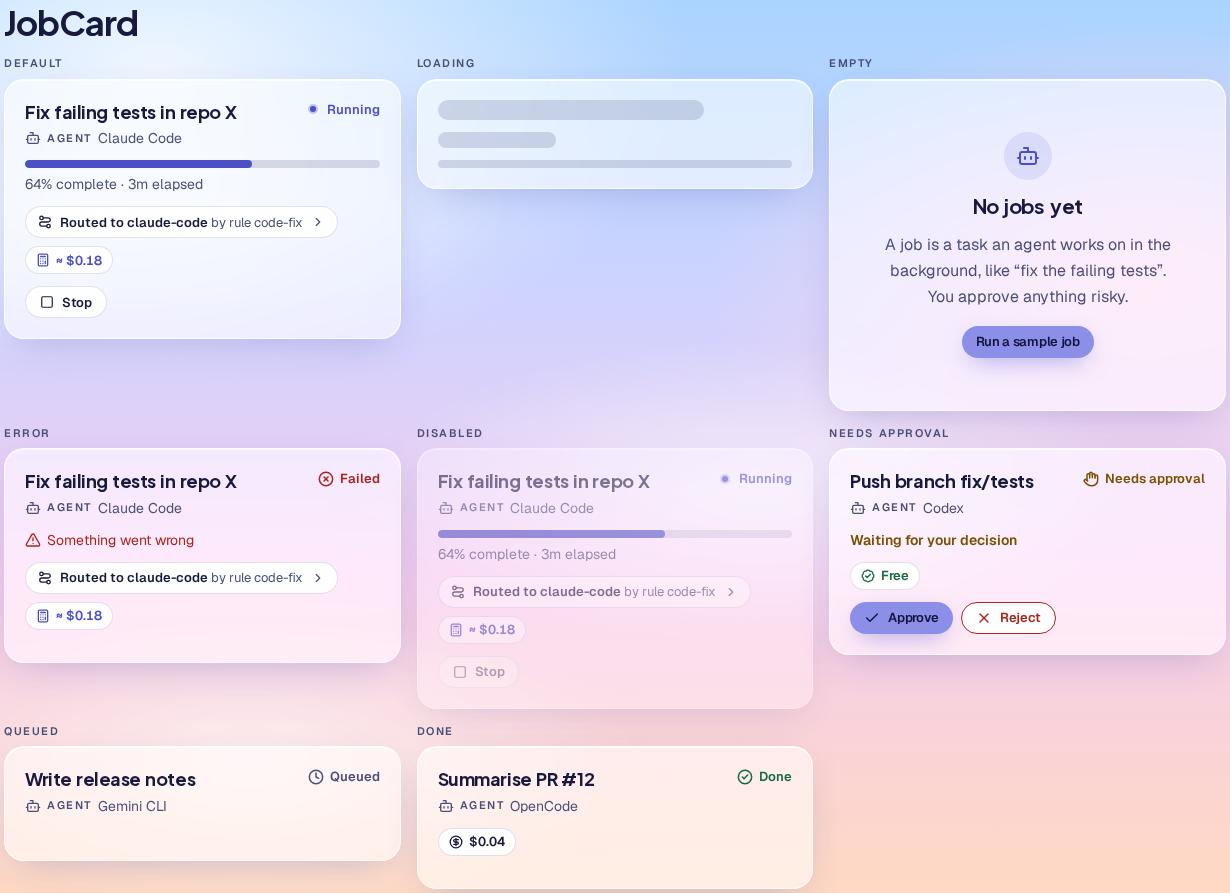 JobCard
DEFAULT
Fix failing tests in repo X
Running
AGENT Claude Code
64% complete · 3m elapsed
Routed to claude-code by rule code-fix
≈ $0.18
Stop
LOADING
EMPTY
No jobs yet
A job is a task an agent works on in the
background, like “fix the failing tests”.
You approve anything risky.
Run a sample job
ERROR
Fix failing tests in repo X
Failed
AGENT Claude Code
Something went wrong
Routed to claude-code by rule code-fix
≈ $0.18
DISABLED
Fix failing tests in repo X
Running
AGENT Claude Code
64% complete · 3m elapsed
Routed to claude-code by rule code-fix
≈ $0.18
Stop
NEEDS APPROVAL
Push branch fix/tests
Needs approval
AGENT Codex
Waiting for your decision
Free
Approve
Reject
QUEUED
Write release notes
Queued
AGENT Gemini CLI
DONE
Summarise PR #12
Done
AGENT OpenCode
$0.04